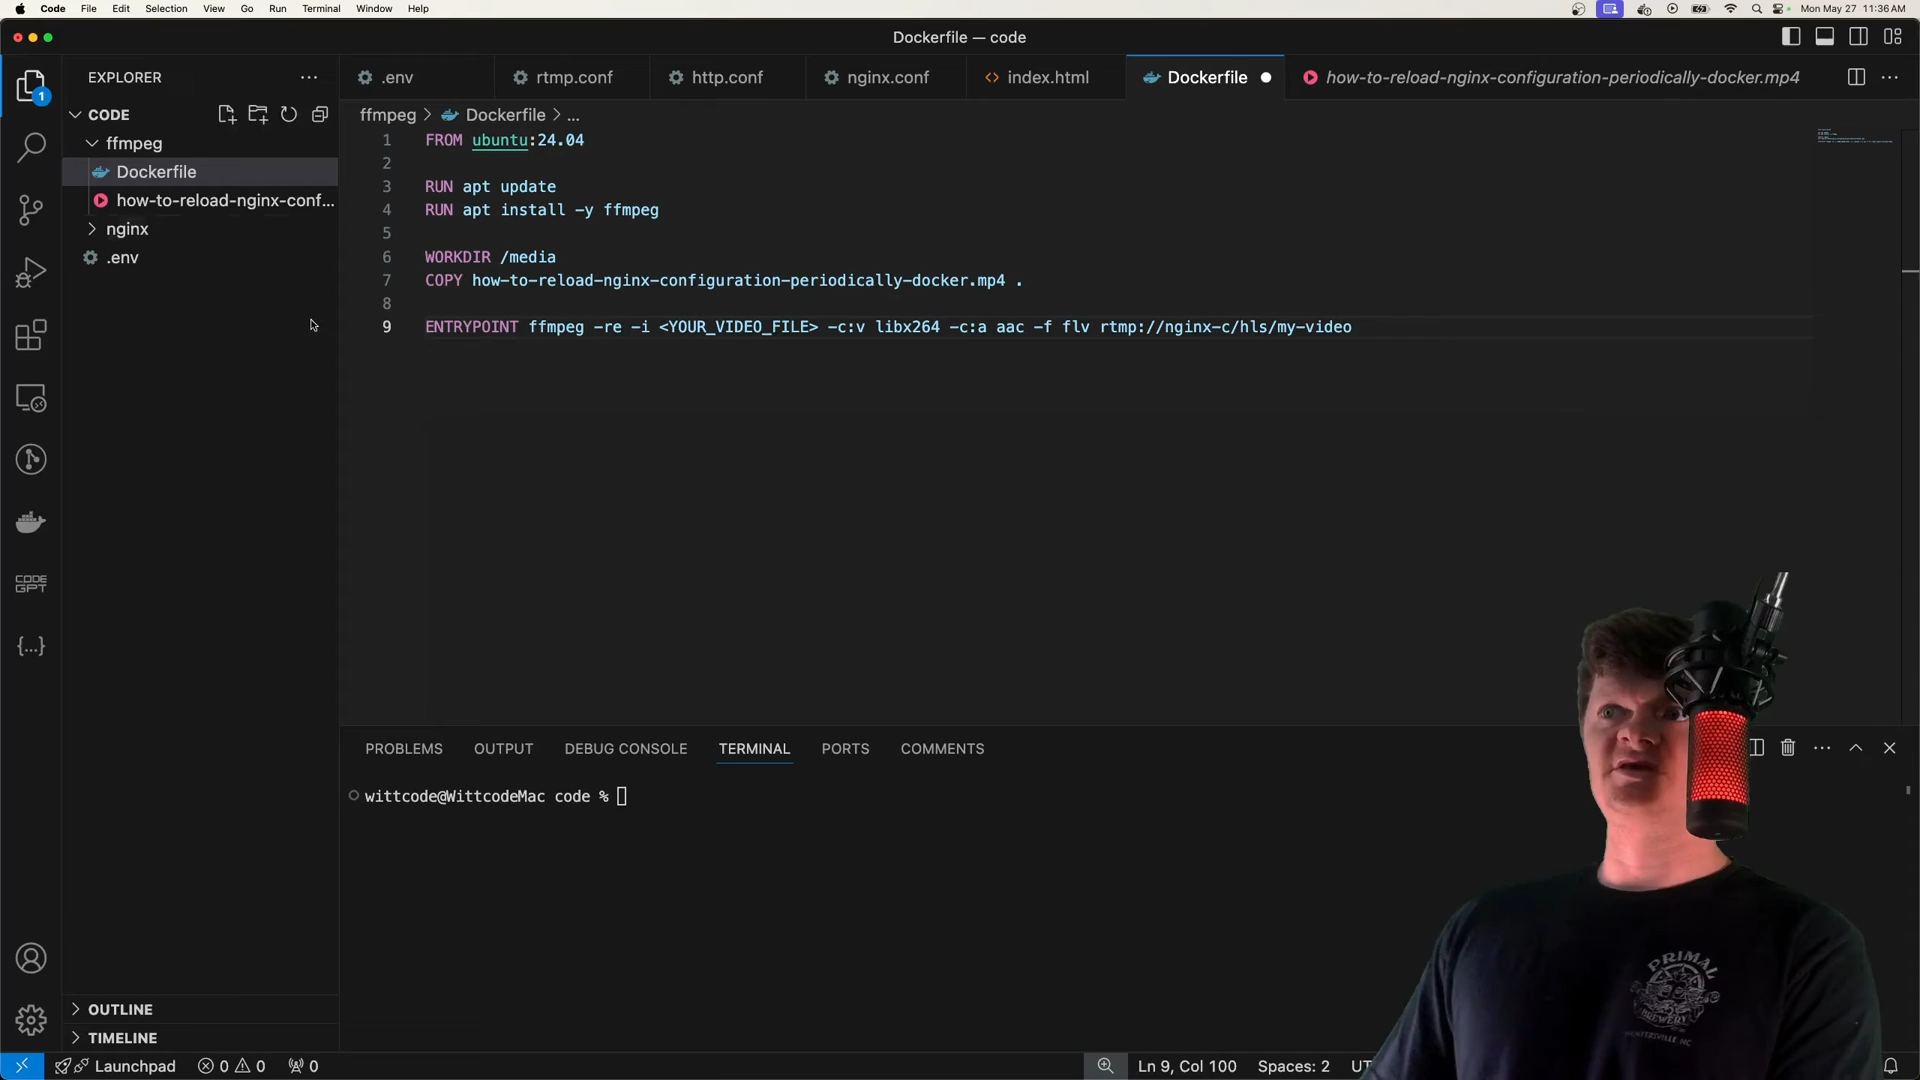 Code File Edit Selection View Go Run Terminal Window Help Mon May 27 11:36 AM
Dockerfile — code
EXPLORER
.env rtmp.conf http.conf nginx.conf index.html Dockerfile how-to-reload-nginx-configuration-periodically-docker.mp4
CODE
ffmpeg
Dockerfile
how-to-reload-nginx-conf...
nginx
.env
ffmpeg > Dockerfile > ...
1 FROM ubuntu:24.04
2
3 RUN apt update
4 RUN apt install -y ffmpeg
5
6 WORKDIR /media
7 COPY how-to-reload-nginx-configuration-periodically-docker.mp4 .
8
9 ENTRYPOINT ffmpeg -re -i <YOUR_VIDEO_FILE> -c:v libx264 -c:a aac -f flv rtmp://nginx-c/hls/my-video
1
CODE
GPT
{...}
PROBLEMS OUTPUT DEBUG CONSOLE TERMINAL PORTS COMMENTS
wittcode@WittcodeMac code %
PRIMAL
BREWERY
OUTLINE
TIMELINE
Launchpad 0 0 0 Ln 9, Col 100 Spaces: 2